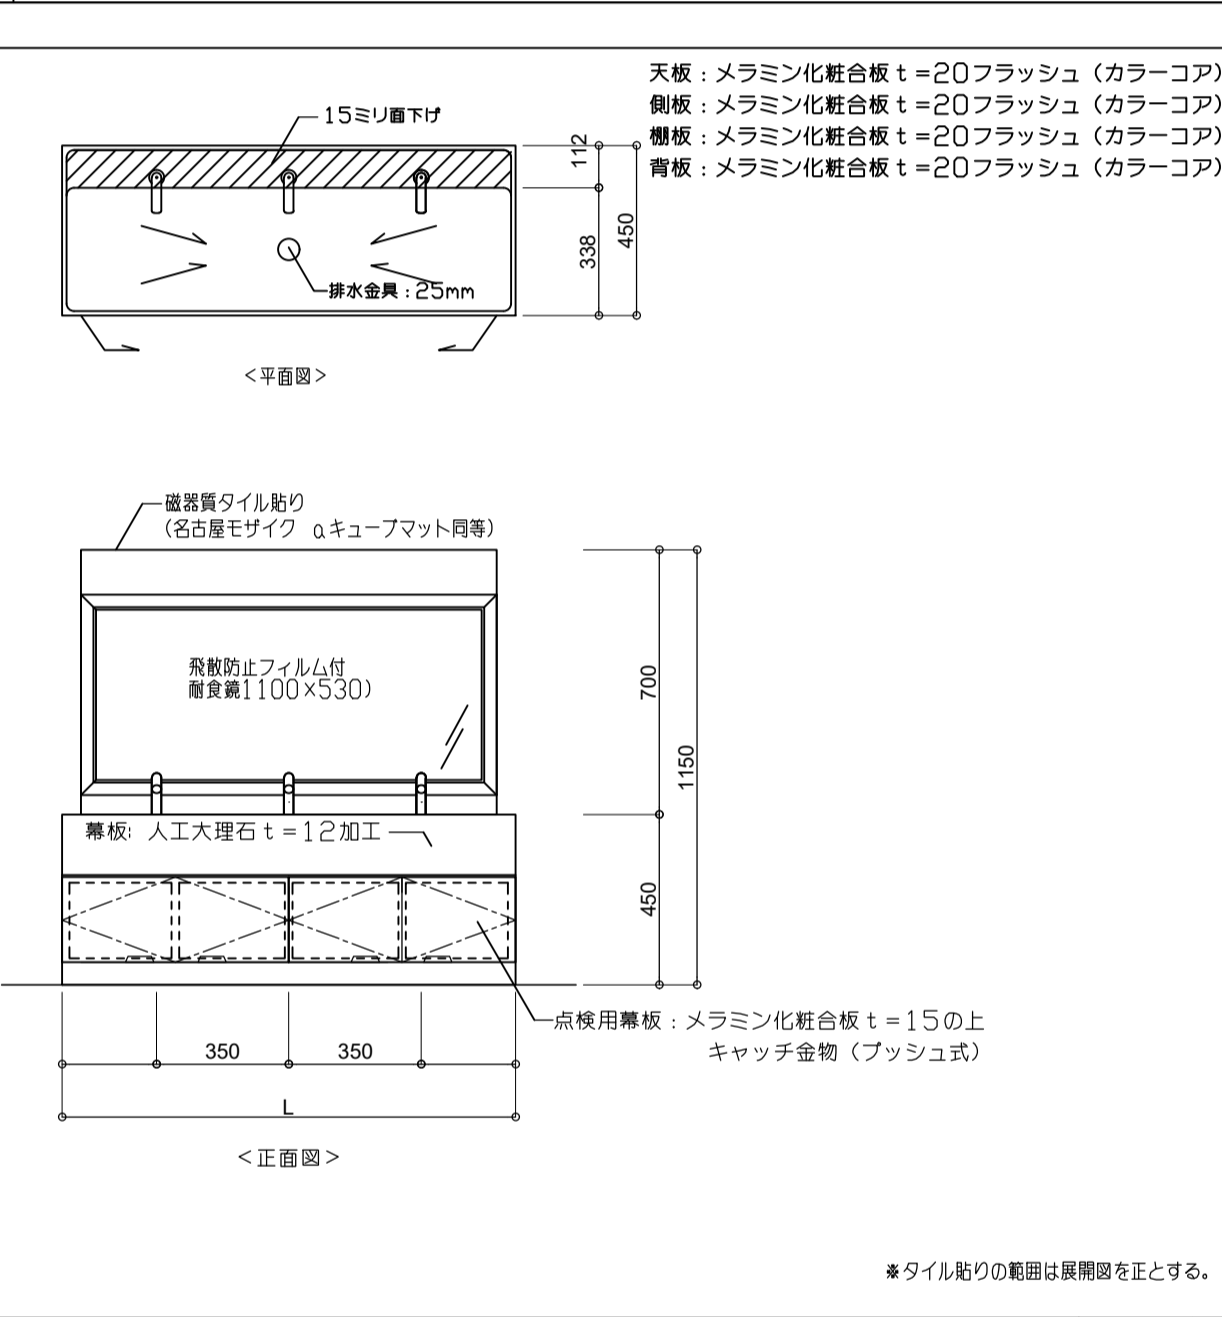 天板：メラミン化粧合板ｔ＝２０フラッシュ（カラーコア）
側板：メラミン化粧合板ｔ＝２０フラッシュ（カラーコア）
棚板：メラミン化粧合板ｔ＝２０フラッシュ（カラーコア）
背板：メラミン化粧合板ｔ＝２０フラッシュ（カラーコア）
15ミリ面下げ
112
338
450
排水金具：25mm
＜平面図＞
磁器質タイル貼り
（名古屋モザイク　αキューブマット同等）
飛散防止フィルム付
耐食鏡1100×530）
700
1150
450
幕板：人工大理石ｔ＝12加工
点検用幕板：メラミン化粧合板ｔ＝15の上
キャッチ金物（プッシュ式）
350
350
L
＜正面図＞
※タイル貼りの範囲は展開図を正とする。